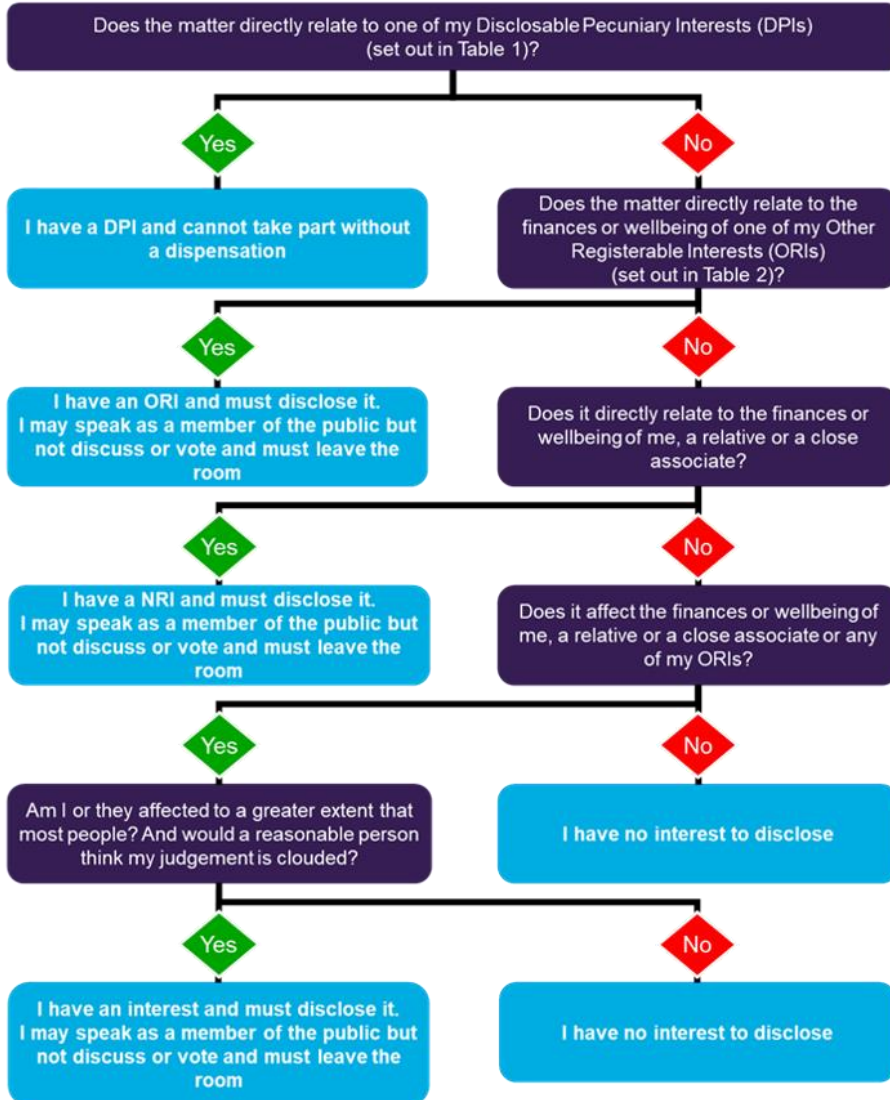 Does the matter directly relate to one of my Disclosable Pecuniary Interests (DPIs)
(set out in Table 1)?
Yes
No
I have a DPI and cannot take part without
a dispensation
Does the matter directly relate to the
finances or wellbeing of one of my Other
Registerable Interests (ORIs)
(set out in Table 2)?
Yes
No
I have an ORI and must disclose it.
I may speak as a member of the public but
not discuss or vote and must leave the
room
Does it directly relate to the finances or
wellbeing of me, a relative or a close
associate?
Yes
No
I have a NRI and must disclose it.
I may speak as a member of the public but
not discuss or vote and must leave the
room
Does it affect the finances or wellbeing of
me, a relative or a close associate or any
of my ORIs?
Yes
No
Am I or they affected to a greater extent that
most people? And would a reasonable person
think my judgement is clouded?
I have no interest to disclose
Yes
No
I have an interest and must disclose it.
I may speak as a member of the public but
not discuss or vote and must leave the
room
I have no interest to disclose